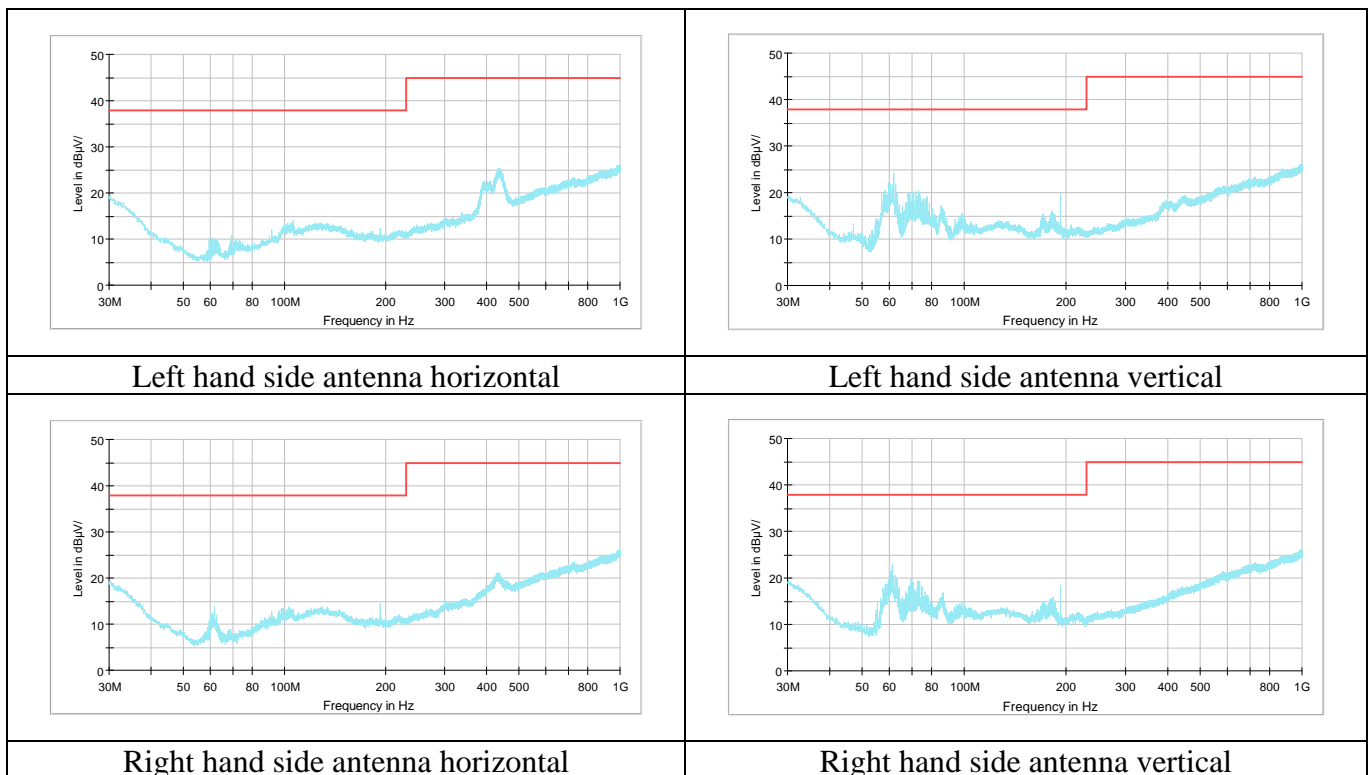 50
40
30
20
10
0
Level in dBµV/
30M 50 60 80 100M 200 300 400 500 800 1G
Frequency in Hz
50
40
30
20
10
0
Level in dBµV/
30M 50 60 80 100M 200 300 400 500 800 1G
Frequency in Hz
Left hand side antenna horizontal
Left hand side antenna vertical
50
40
30
20
10
0
Level in dBµV/
30M 50 60 80 100M 200 300 400 500 800 1G
Frequency in Hz
50
40
30
20
10
0
Level in dBµV/
30M 50 60 80 100M 200 300 400 500 800 1G
Frequency in Hz
Right hand side antenna horizontal
Right hand side antenna vertical